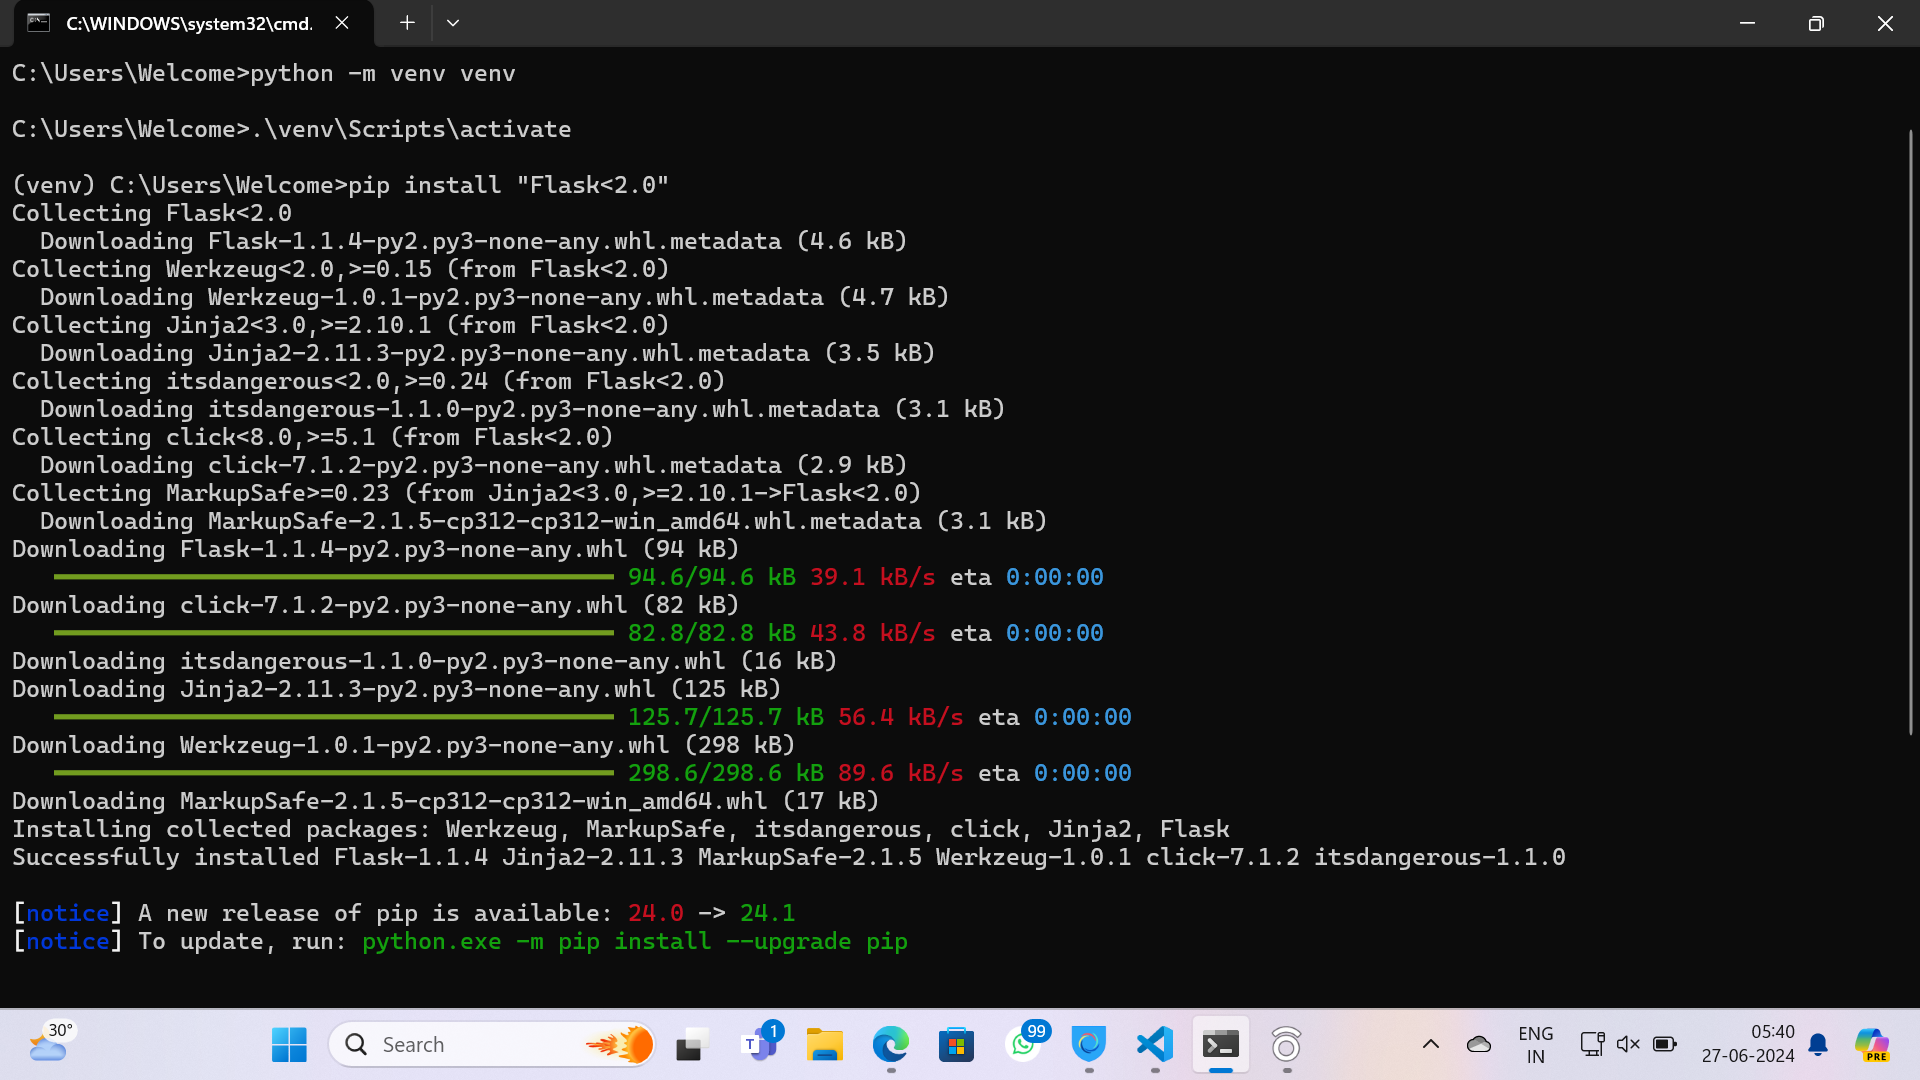 C:\WINDOWS\system32\cmd.
C:\Users\Welcome>python -m venv venv
C:\Users\Welcome>.\venv\Scripts\activate
(venv) C:\Users\Welcome>pip install "Flask<2.0"
Collecting Flask<2.0
  Downloading Flask-1.1.4-py2.py3-none-any.whl.metadata (4.6 kB)
Collecting Werkzeug<2.0,>=0.15 (from Flask<2.0)
  Downloading Werkzeug-1.0.1-py2.py3-none-any.whl.metadata (4.7 kB)
Collecting Jinja2<3.0,>=2.10.1 (from Flask<2.0)
  Downloading Jinja2-2.11.3-py2.py3-none-any.whl.metadata (3.5 kB)
Collecting itsdangerous<2.0,>=0.24 (from Flask<2.0)
  Downloading itsdangerous-1.1.0-py2.py3-none-any.whl.metadata (3.1 kB)
Collecting click<8.0,>=5.1 (from Flask<2.0)
  Downloading click-7.1.2-py2.py3-none-any.whl.metadata (2.9 kB)
Collecting MarkupSafe>=0.23 (from Jinja2<3.0,>=2.10.1->Flask<2.0)
  Downloading MarkupSafe-2.1.5-cp312-cp312-win_amd64.whl.metadata (3.1 kB)
Downloading Flask-1.1.4-py2.py3-none-any.whl (94 kB)
94.6/94.6 kB 39.1 kB/s eta 0:00:00
Downloading click-7.1.2-py2.py3-none-any.whl (82 kB)
82.8/82.8 kB 43.8 kB/s eta 0:00:00
Downloading itsdangerous-1.1.0-py2.py3-none-any.whl (16 kB)
Downloading Jinja2-2.11.3-py2.py3-none-any.whl (125 kB)
125.7/125.7 kB 56.4 kB/s eta 0:00:00
Downloading Werkzeug-1.0.1-py2.py3-none-any.whl (298 kB)
298.6/298.6 kB 89.6 kB/s eta 0:00:00
Downloading MarkupSafe-2.1.5-cp312-cp312-win_amd64.whl (17 kB)
Installing collected packages: Werkzeug, MarkupSafe, itsdangerous, click, Jinja2, Flask
Successfully installed Flask-1.1.4 Jinja2-2.11.3 MarkupSafe-2.1.5 Werkzeug-1.0.1 click-7.1.2 itsdangerous-1.1.0
[notice] A new release of pip is available: 24.0 -> 24.1
[notice] To update, run: python.exe -m pip install --upgrade pip
30°
Search
T
1
99
ENG
IN
05:40
27-06-2024
PRE